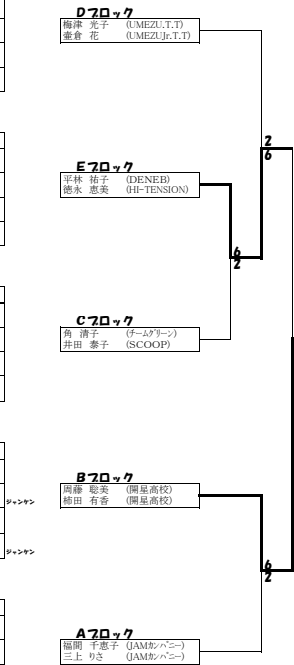 Dブロック
梅津 光子 (UMEZU.T.T)
壷倉 花 (UMEZUJr.T.T)
2
6
Eブロック
平林 祐子 (DENEB)
徳永 恵美 (HI-TENSION)
6
2
Cブロック
角 清子 (チームグリーン)
井田 泰子 (SCOOP)
Bブロック
周藤 聡美 (開星高校)
柿田 有香 (開星高校)
ジャンケン
ジャンケン
6
2
Aブロック
福間 千恵子 (JAMカンパニー)
三上 りさ (JAMカンパニー)